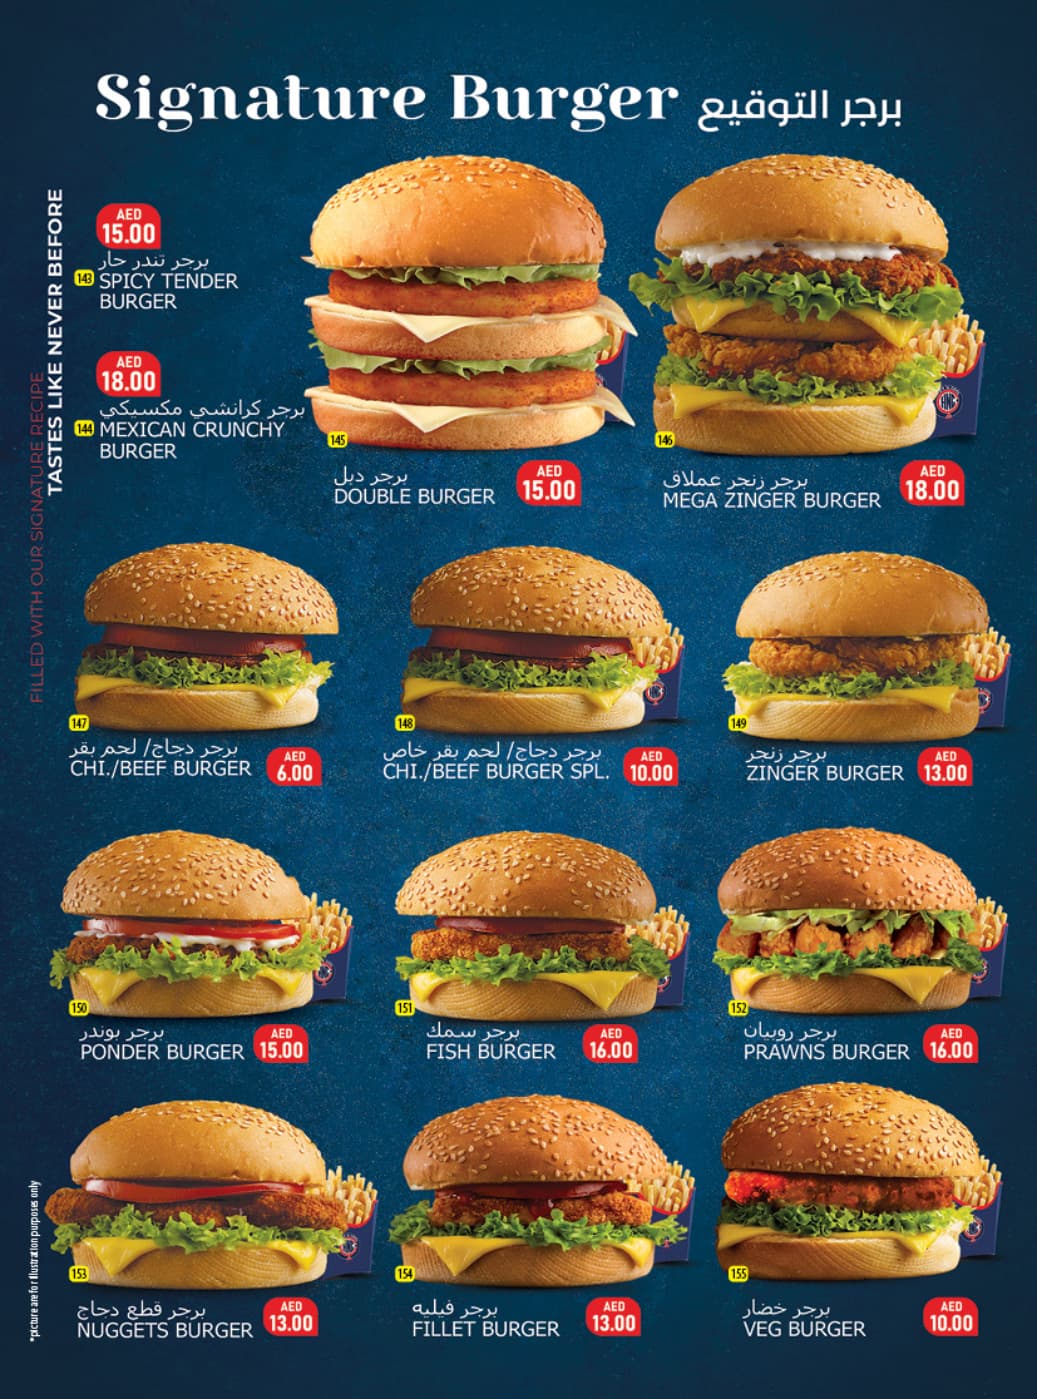 Signature Burger برجر التوقيع
TASTES LIKE NEVER BEFORE
FILLED WITH OUR SIGNATURE RECIPE
AED
15.00
برجر تندر حار
143 SPICY TENDER
BURGER
AED
18.00
برجر كرانشي مكسيكي
144 MEXICAN CRUNCHY
BURGER
145
برجر دبل
DOUBLE BURGER
AED
15.00
146
برجر زنجر عملاق
MEGA ZINGER BURGER
AED
18.00
147
برجر دجاج/ لحم بقر
CHI./BEEF BURGER
AED
6.00
148
برجر دجاج/ لحم بقر خاص
CHI./BEEF BURGER SPL.
AED
10.00
149
برجر زنجر
ZINGER BURGER
AED
13.00
150
برجر بوندر
PONDER BURGER
AED
15.00
151
برجر سمك
FISH BURGER
AED
16.00
152
برجر روبيان
PRAWNS BURGER
AED
16.00
153
برجر قطع دجاج
NUGGETS BURGER
AED
13.00
154
برجر فيليه
FILLET BURGER
AED
13.00
155
برجر خضار
VEG BURGER
AED
10.00
*picture are for illustration purposes only